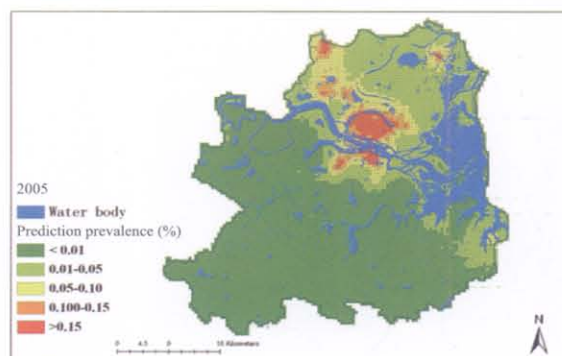 2005
Water body
Prediction prevalence (%)
< 0.01
0.01-0.05
0.05-0.10
0.100-0.15
>0.15
0 4.5 9 18 Kilometers
N